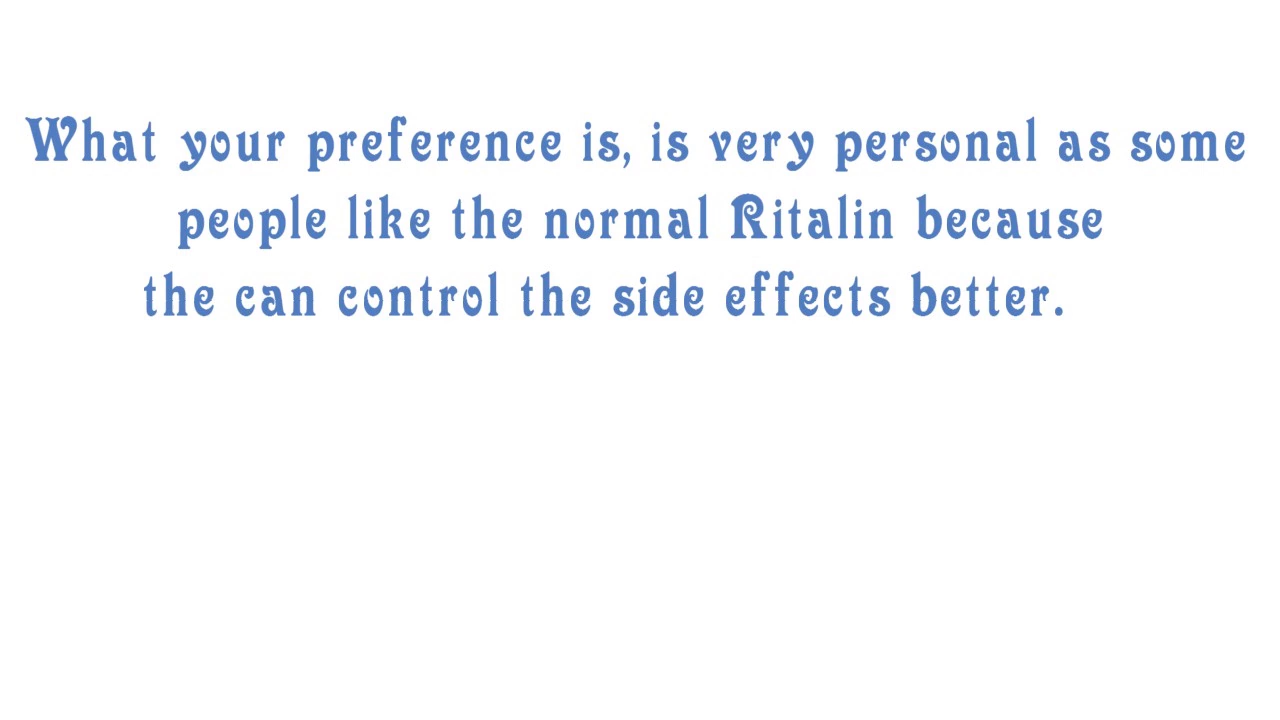 What your preference is, is very personal as some
people like the normal Ritalin because
the can control the side effects better.